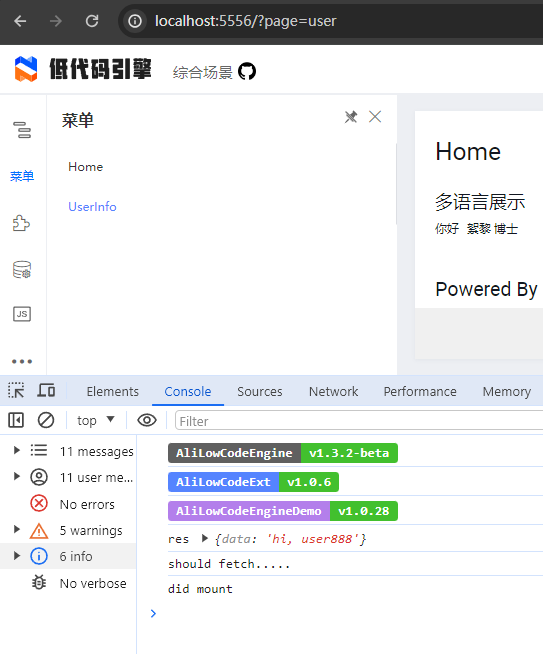 localhost:5556/?page=user
低代码引擎 综合场景
菜单
Home
Home
菜单
多语言展示
UserInfo
你好 絮黎 博士
Powered By
JS
Elements Console Sources Network Performance Memory
top Filter
11 messages
11 user me...
No errors
5 warnings
6 info
No verbose
AliLowCodeEngine v1.3.2-beta
AliLowCodeExt v1.0.6
AliLowCodeEngineDemo v1.0.28
res {data: 'hi, user888'}
should fetch.....
did mount